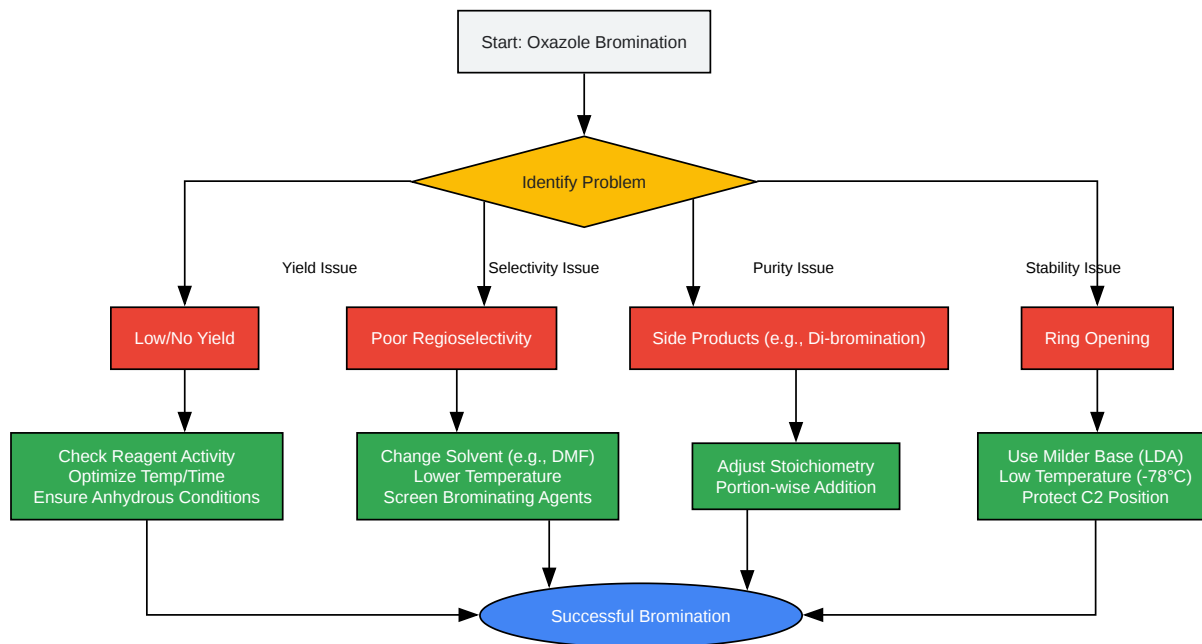 Start: Oxazole Bromination
Identify Problem
Yield Issue
Selectivity Issue
Purity Issue
Stability Issue
Low/No Yield
Poor Regioselectivity
Side Products (e.g., Di-bromination)
Ring Opening
Check Reagent Activity
Optimize Temp/Time
Ensure Anhydrous Conditions
Change Solvent (e.g., DMF)
Lower Temperature
Screen Brominating Agents
Adjust Stoichiometry
Portion-wise Addition
Use Milder Base (LDA)
Low Temperature (-78°C)
Protect C2 Position
Successful Bromination